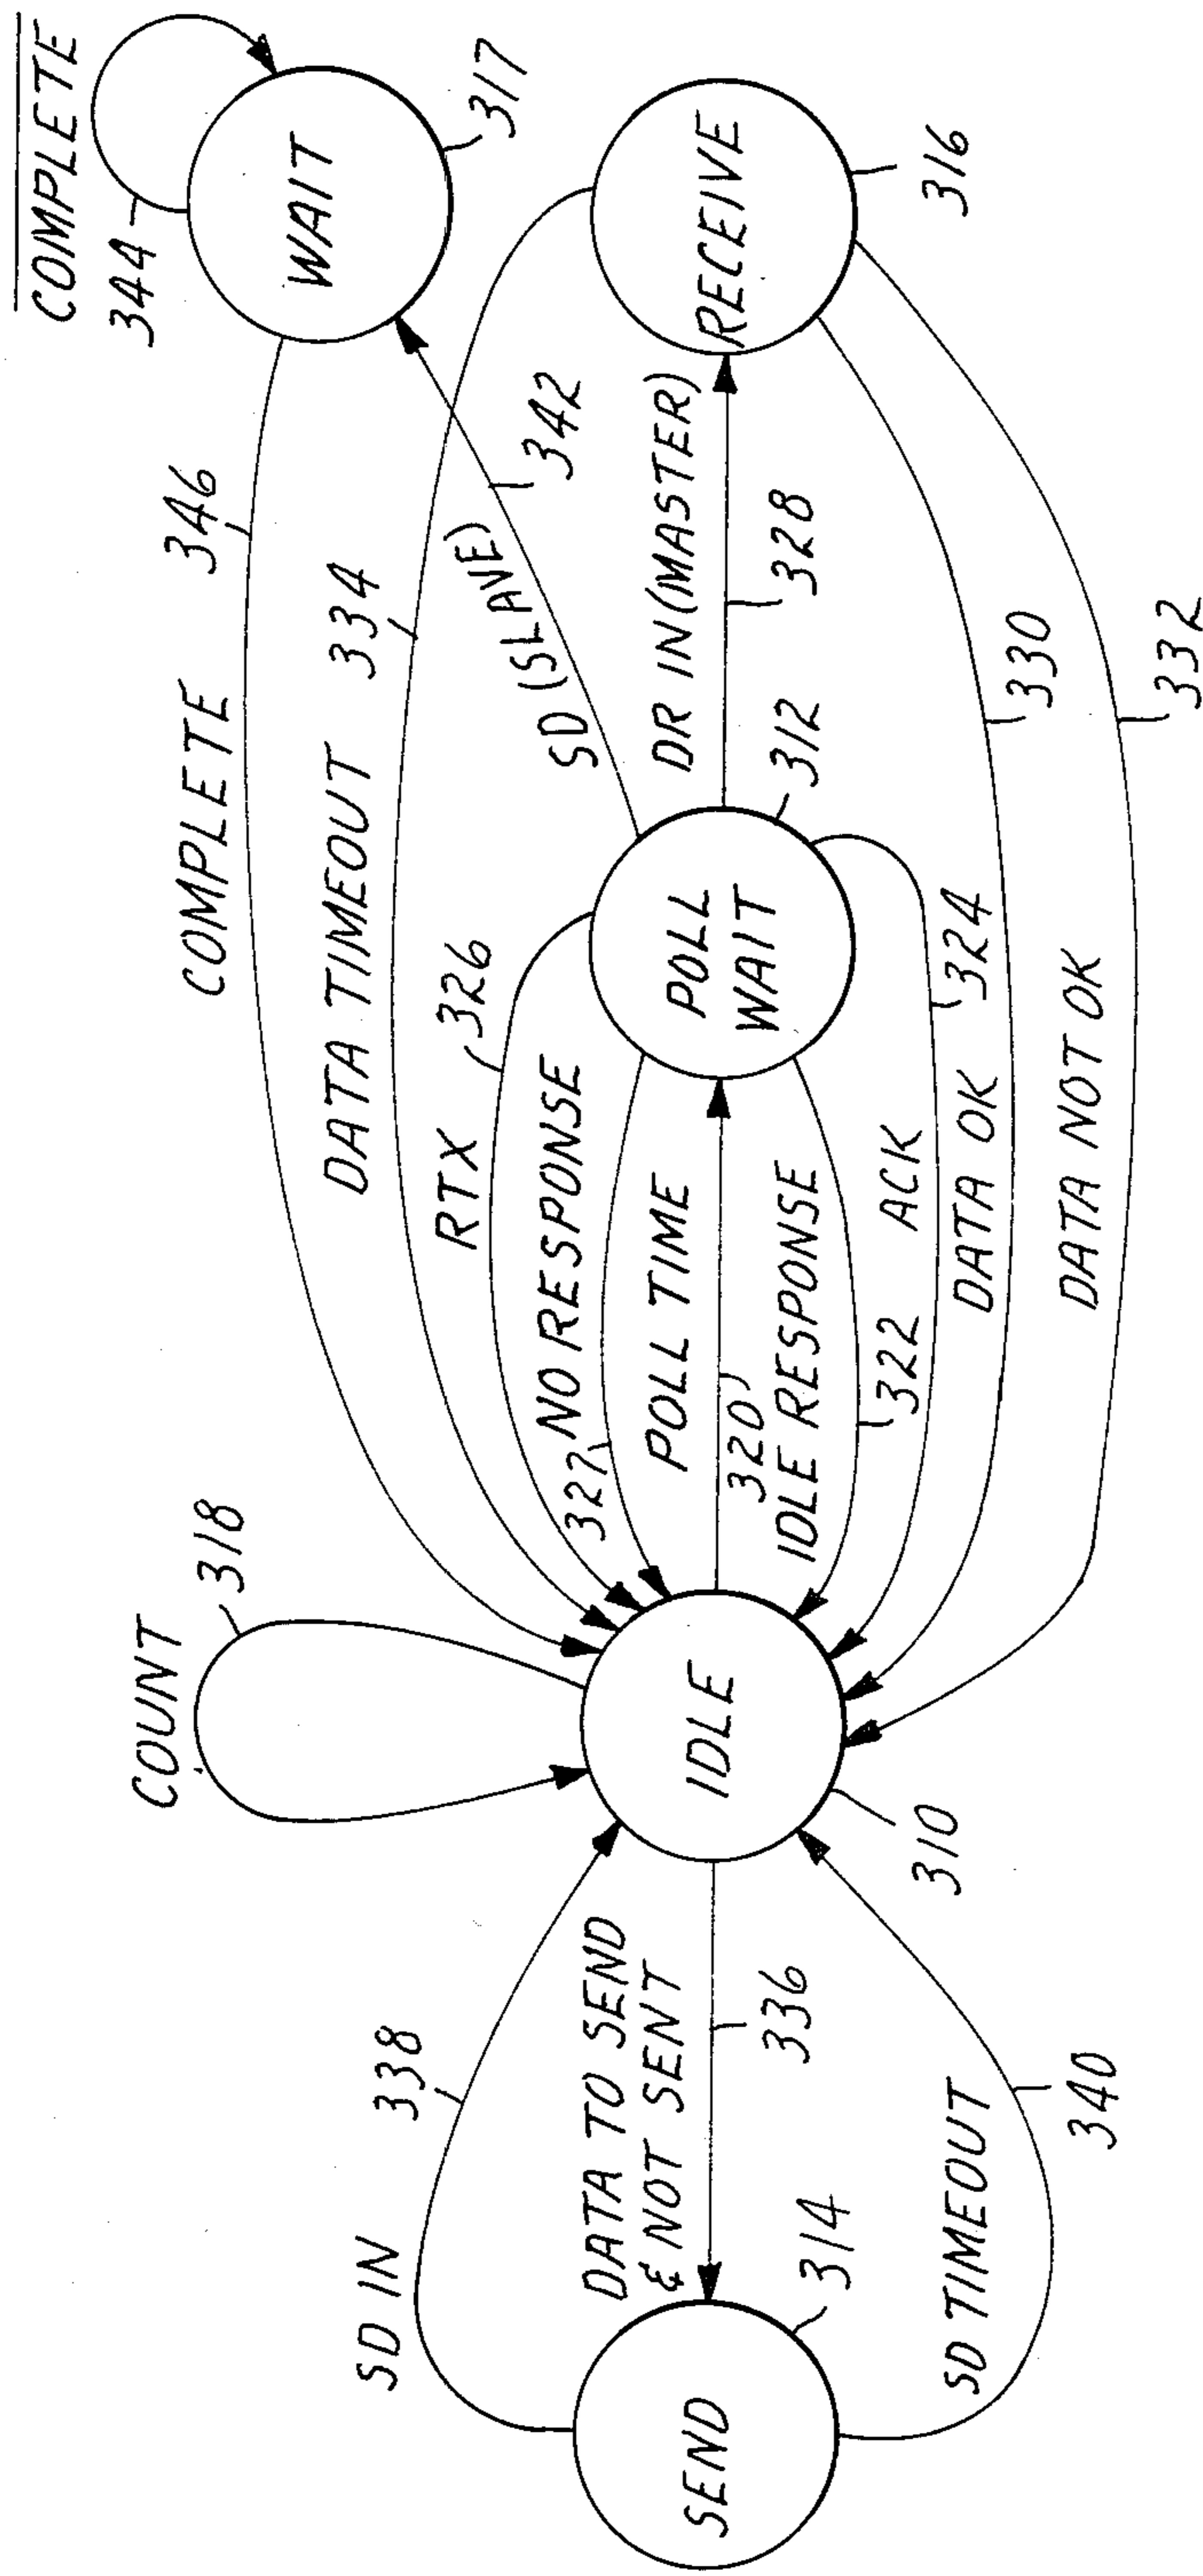 COMPLETE
344
WAIT
317
COMPLETE 346
DATA TIMEOUT 334
SD (SLAVE)
342
RTX 326
NO RESPONSE
327
COUNT
318
SD IN
338
DATA TO SEND
& NOT SENT
336
SEND
314
SD TIMEOUT
340
IDLE
310
POLL TIME
320
IDLE RESPONSE
322
POLL
WAIT
312
DR IN (MASTER)
328
RECEIVE
316
ACK
324
DATA OK
330
DATA NOT OK
332